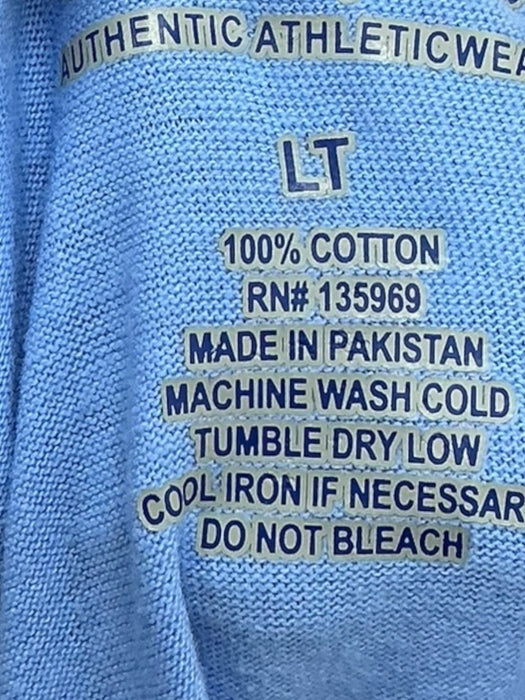 AUTHENTIC ATHLETICWEA
LT
100% COTTON
RN# 135969
MADE IN PAKISTAN
MACHINE WASH COLD
TUMBLE DRY LOW
COOL IRON IF NECESSAR
DO NOT BLEACH